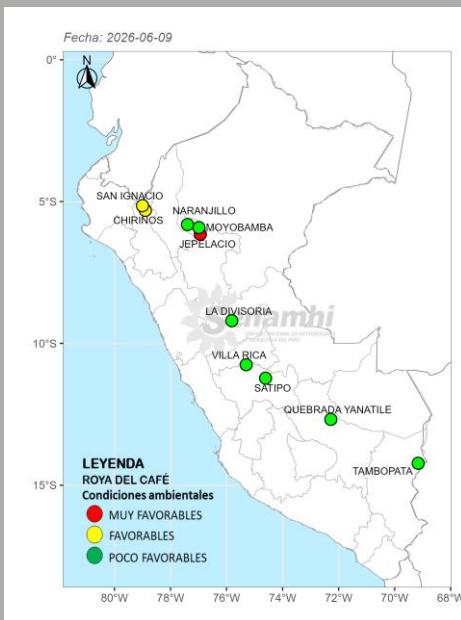 Fecha: 2026-06-09
N
0°
SAN IGNACIO
CHIRINOS
NARANJILLO
MOYOBAMBA
JEPELACIO
5°S
LA DIVISORIA
Senamhi
10°S
VILLA RICA
SATIPO
QUEBRADA YANATILE
TAMBOPATA
15°S
LEYENDA
ROYA DEL CAFÉ
Condiciones ambientales
MUY FAVORABLES
FAVORABLES
POCO FAVORABLES
80°W 78°W 76°W 74°W 72°W 70°W 68°W